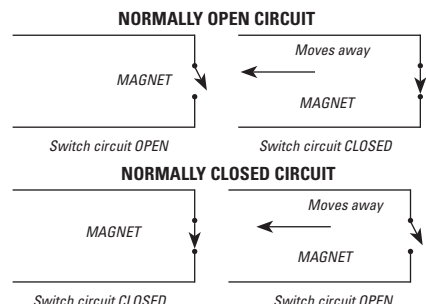 NORMALLY OPEN CIRCUIT
Moves away
MAGNET
MAGNET
Switch circuit OPEN
Switch circuit CLOSED
NORMALLY CLOSED CIRCUIT
Moves away
MAGNET
MAGNET
Switch circuit CLOSED
Switch circuit OPEN